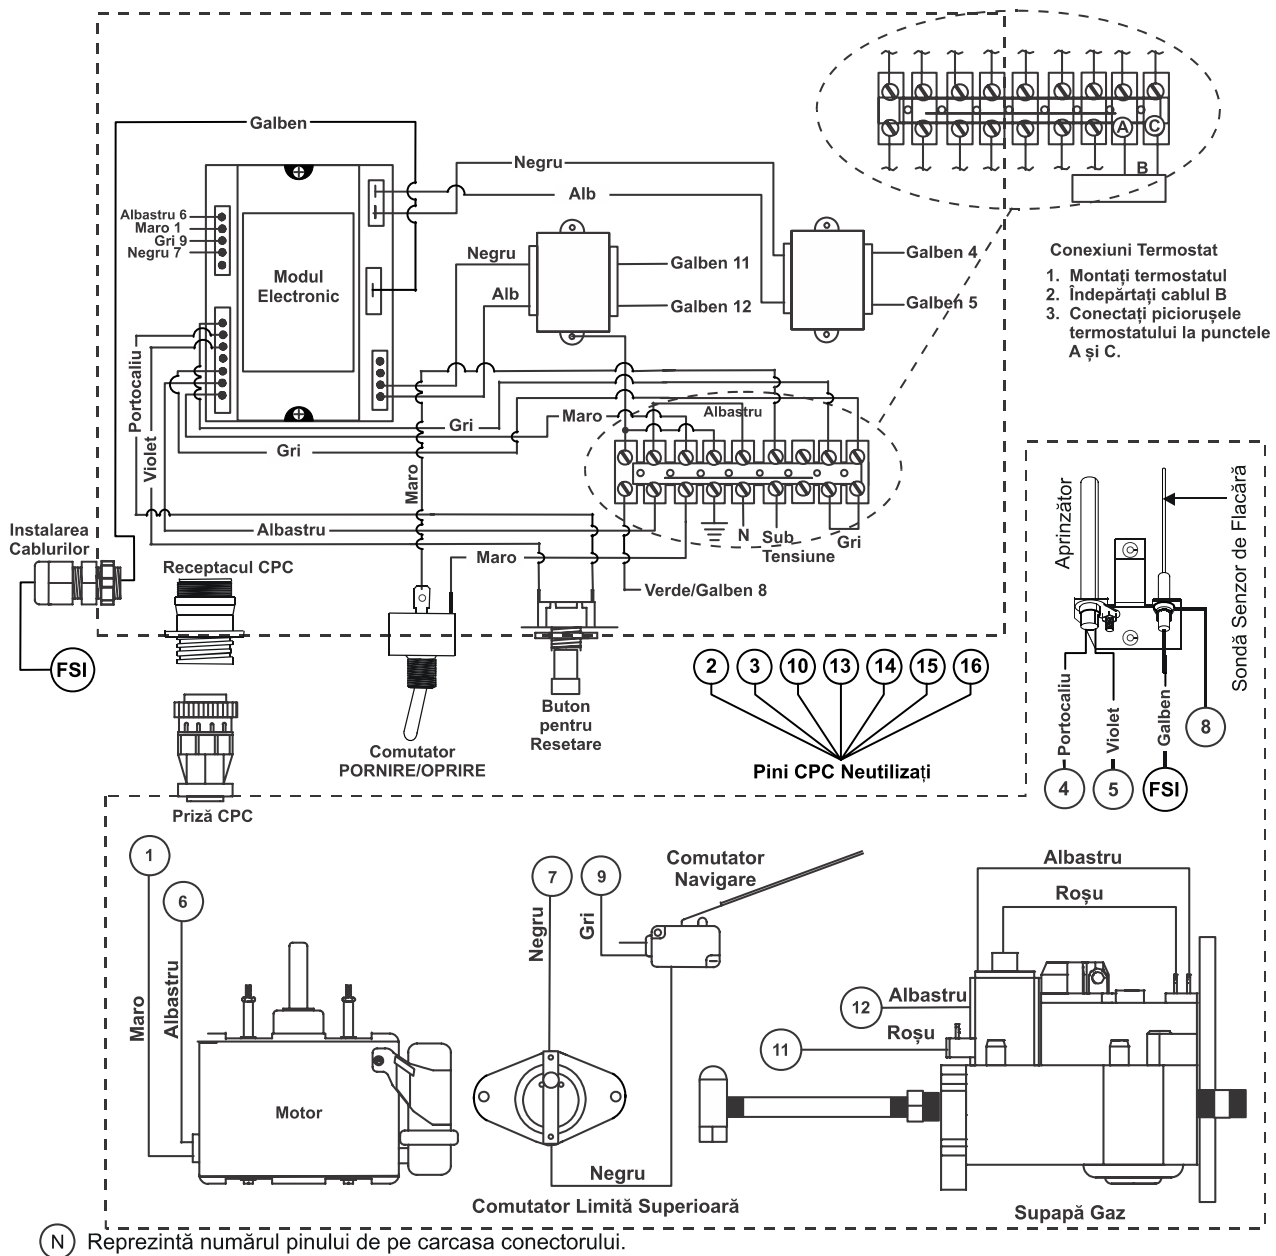 Galben
Negru
Alb
Albastru 6
Maro 1
Gri 9
Negru 7
Modul
Electronic
Negru
Alb
Galben 11
Galben 12
Galben 4
Galben 5
A
C
B
Conexiuni Termostat
1. Montați termostatul
2. Îndepărtați cablul B
3. Conectați piciorușele
termostatului la punctele
A și C.
Portocaliu
Violet
Gri
Gri
Maro
Maro
Albastru
Albastru
Maro
N
Sub
Tensiune
Gri
Verde/Galben 8
Instalarea
Cablurilor
FSI
Receptacul CPC
Priză CPC
Comutator
PORNIRE/OPRIRE
Buton
pentru
Resetare
2
3
10
13
14
15
16
Pini CPC Neutilizați
Aprinzător
Sondă Senzor de Flacără
Portocaliu
Violet
Galben
4
5
FSI
8
1
6
Maro
Albastru
Motor
7
9
Negru
Gri
Comutator
Navigare
Negru
Comutator Limită Superioară
Albastru
Roșu
12
Albastru
11
Roșu
Supapă Gaz
N Reprezintă numărul pinului de pe carcasa conectorului.